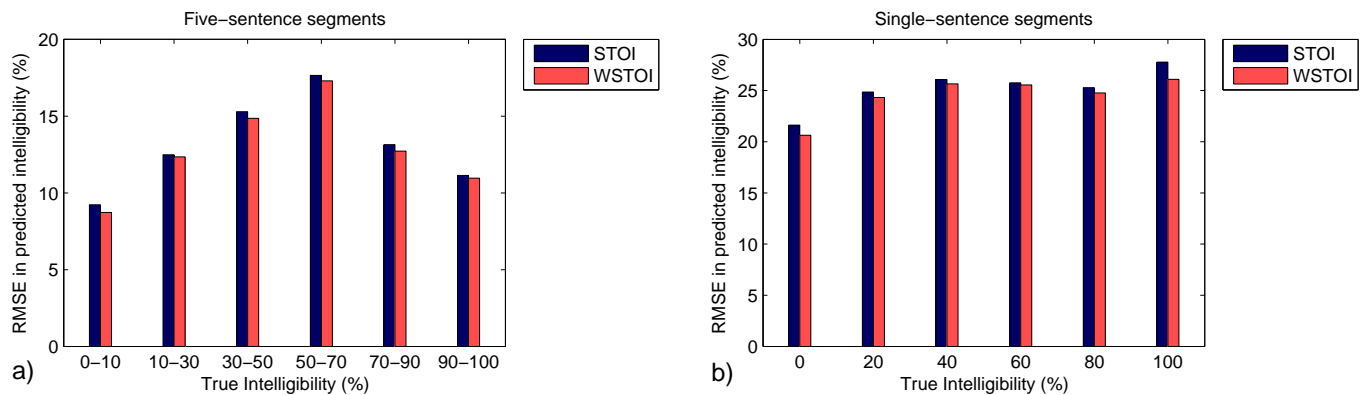 Five−sentence segments
STOI
WSTOI
RMSE in predicted intelligibility (%)
20
15
10
5
0
0−10 10−30 30−50 50−70 70−90 90−100
True Intelligibility (%)
a)
Single−sentence segments
STOI
WSTOI
RMSE in predicted intelligibility (%)
30
25
20
15
10
5
0
0 20 40 60 80 100
True Intelligibility (%)
b)